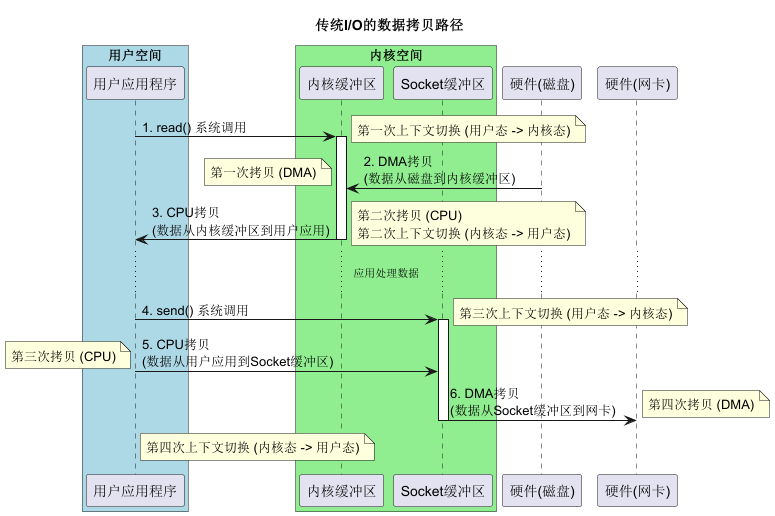 传统I/O的数据拷贝路径
用户空间
内核空间
用户应用程序
内核缓冲区
Socket缓冲区
硬件(磁盘)
硬件(网卡)
1. read() 系统调用
第一次上下文切换 (用户态 -> 内核态)
第一次拷贝 (DMA)
2. DMA拷贝
(数据从磁盘到内核缓冲区)
3. CPU拷贝
(数据从内核缓冲区到用户应用)
第二次拷贝 (CPU)
第二次上下文切换 (内核态 -> 用户态)
应用处理数据
4. send() 系统调用
第三次上下文切换 (用户态 -> 内核态)
第三次拷贝 (CPU)
5. CPU拷贝
(数据从用户应用到Socket缓冲区)
6. DMA拷贝
(数据从Socket缓冲区到网卡)
第四次拷贝 (DMA)
第四次上下文切换 (内核态 -> 用户态)
用户应用程序
内核缓冲区
Socket缓冲区
硬件(磁盘)
硬件(网卡)